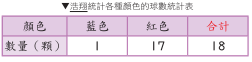 ▼浩翔統計各種顏色的球數統計表
顏色 藍色 紅色 合計
數量（顆） 1 17 18